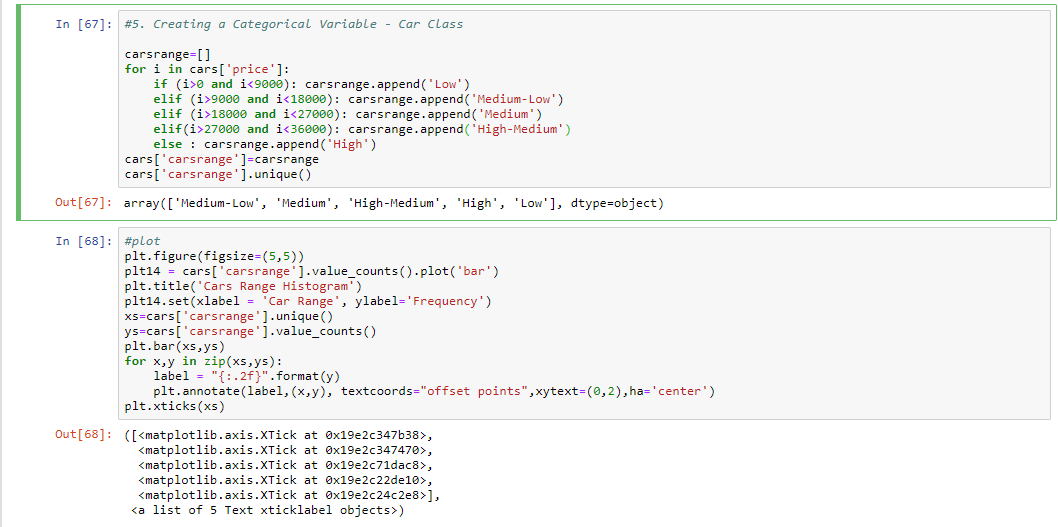 In [67]: #5. Creating a Categorical Variable - Car Class
carsrange=[]
for i in cars['price']:
    if (i>0 and i<9000): carsrange.append('Low')
    elif (i>9000 and i<18000): carsrange.append('Medium-Low')
    elif (i>18000 and i<27000): carsrange.append('Medium')
    elif(i>27000 and i<36000): carsrange.append('High-Medium')
    else : carsrange.append('High')
cars['carsrange']=carsrange
cars['carsrange'].unique()
Out[67]: array(['Medium-Low', 'Medium', 'High-Medium', 'High', 'Low'], dtype=object)
In [68]: #plot
plt.figure(figsize=(5,5))
plt14 = cars['carsrange'].value_counts().plot('bar')
plt.title('Cars Range Histogram')
plt14.set(xlabel = 'Car Range', ylabel='Frequency')
xs=cars['carsrange'].unique()
ys=cars['carsrange'].value_counts()
plt.bar(xs,ys)
for x,y in zip(xs,ys):
    label = "{:.2f}".format(y)
    plt.annotate(label,(x,y), textcoords="offset points",xytext=(0,2),ha='center')
plt.xticks(xs)
Out[68]: ([<matplotlib.axis.XTick at 0x19e2c347b38>,
  <matplotlib.axis.XTick at 0x19e2c347470>,
  <matplotlib.axis.XTick at 0x19e2c71dac8>,
  <matplotlib.axis.XTick at 0x19e2c22de10>,
  <matplotlib.axis.XTick at 0x19e2c24c2e8>],
 <a list of 5 Text xticklabel objects>)